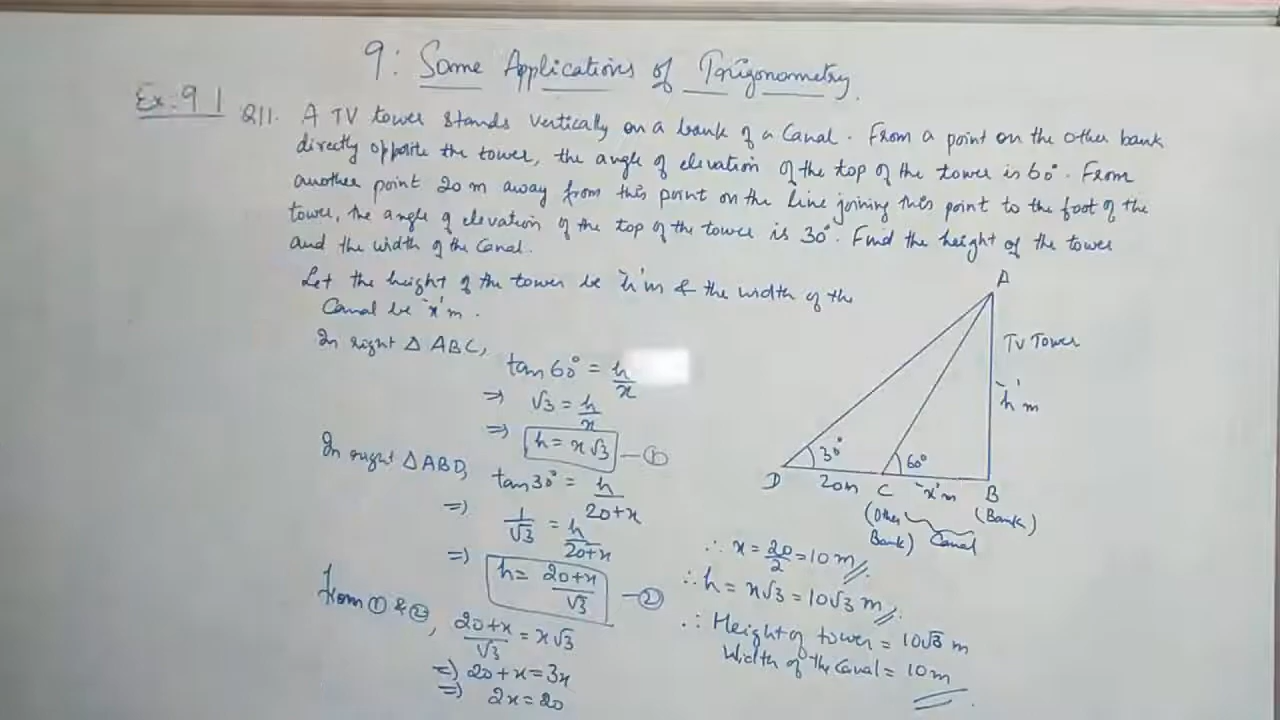 9: Some Applications of Trigonometry.
Ex: 9.1
Q11. A TV tower stands vertically on a bank of a Canal. From a point on the other bank
directly opposite the tower, the angle of elevation of the top of the tower is 60°. From
another point 20 m away from this point on the line joining this point to the foot of the
tower, the angle of elevation of the top of the tower is 30°. Find the height of the tower
and the width of the Canal.
Let the height of the tower be 'h'm & the width of the
Canal be 'x'm.
In right Δ ABC,
tan 60° = h/x
⇒ √3 = h/x
⇒ h = x√3 — ①
In right Δ ABD,
tan 30° = h/20+x
⇒ 1/√3 = h/20+x
⇒ h = 20+x/√3 — ②
from ① & ②, 20+x/√3 = x√3
⇒ 20+x = 3x
⇒ 2x = 20
A
TV Tower
'h'm
30°
60°
D 20m C 'x'm B
(Other Bank) Canal (Bank)
∴ x = 20/2 = 10 m
∴ h = x√3 = 10√3 m
∴ Height of tower = 10√3 m
Width of the Canal = 10 m